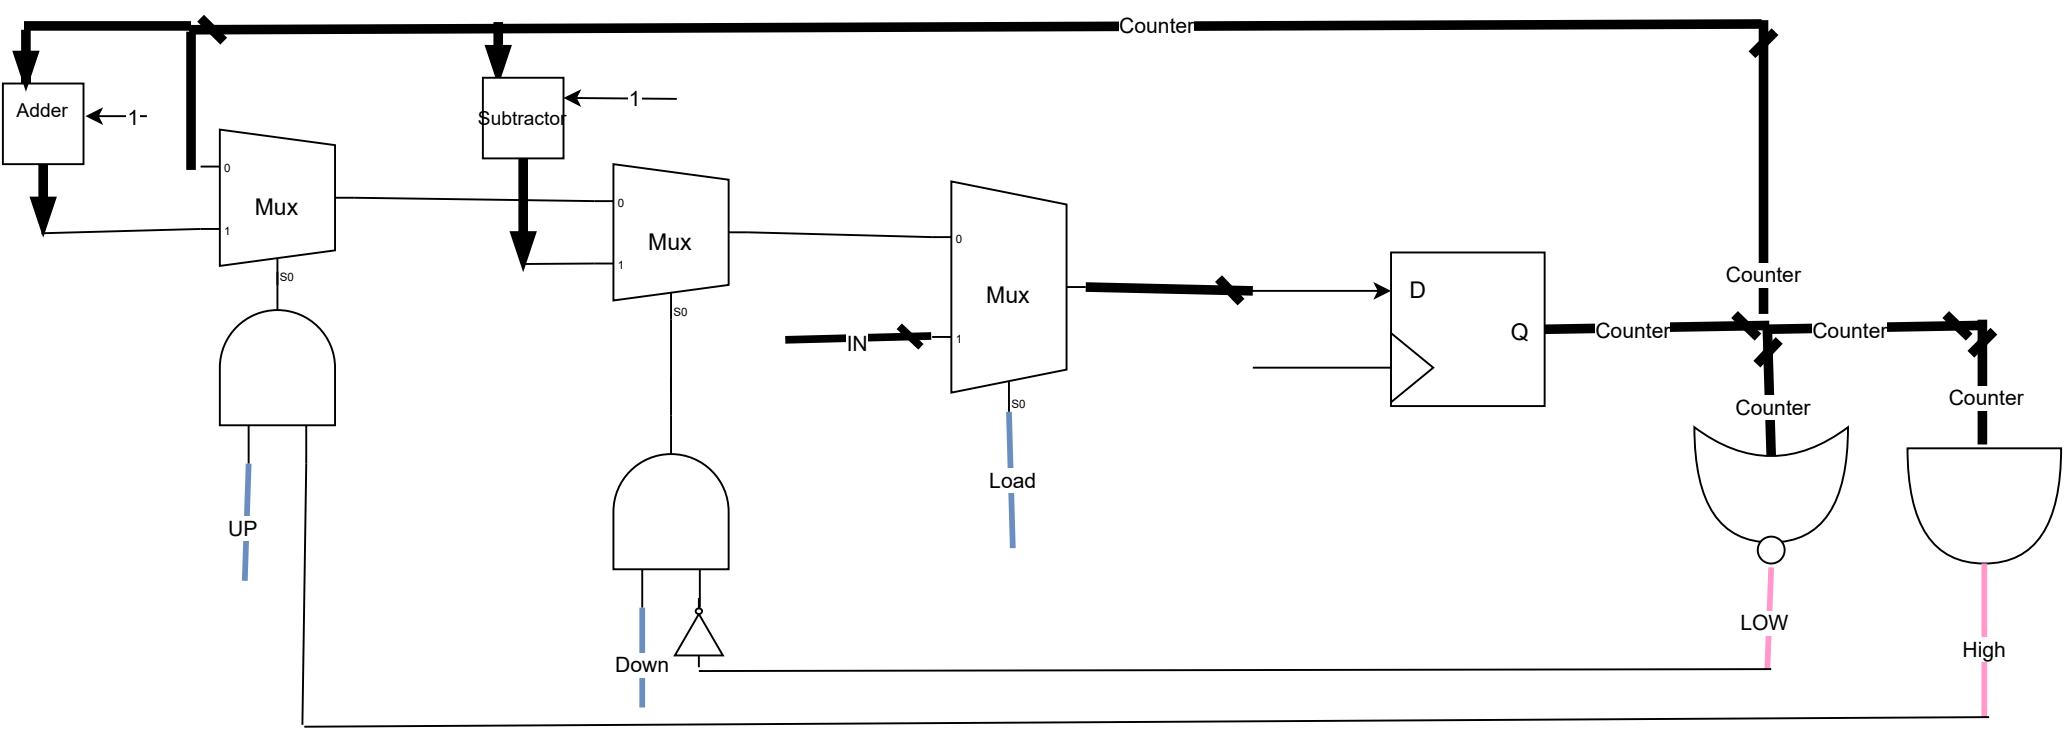 Counter
Adder
1
Subtractor
1
0
Mux
1
S0
0
Mux
1
S0
0
Mux
1
S0
IN
D
Q
Counter
Counter
Counter
Counter
Counter
Load
UP
Down
LOW
High